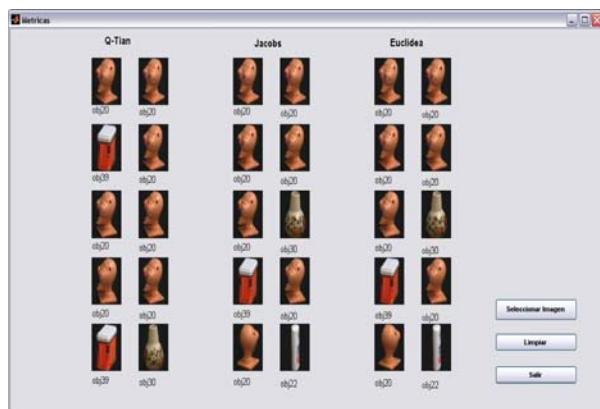 Metricas
Q-Tian Jacobs Euclidea
obj20 obj20 obj20 obj20 obj20 obj20
obj39 obj20 obj20 obj20 obj20 obj20
obj20 obj20 obj20 obj30 obj20 obj30
obj20 obj20 obj39 obj20 obj39 obj20
obj39 obj30 obj20 obj22 obj20 obj22
Seleccionar Imagen
Limpiar
Salir